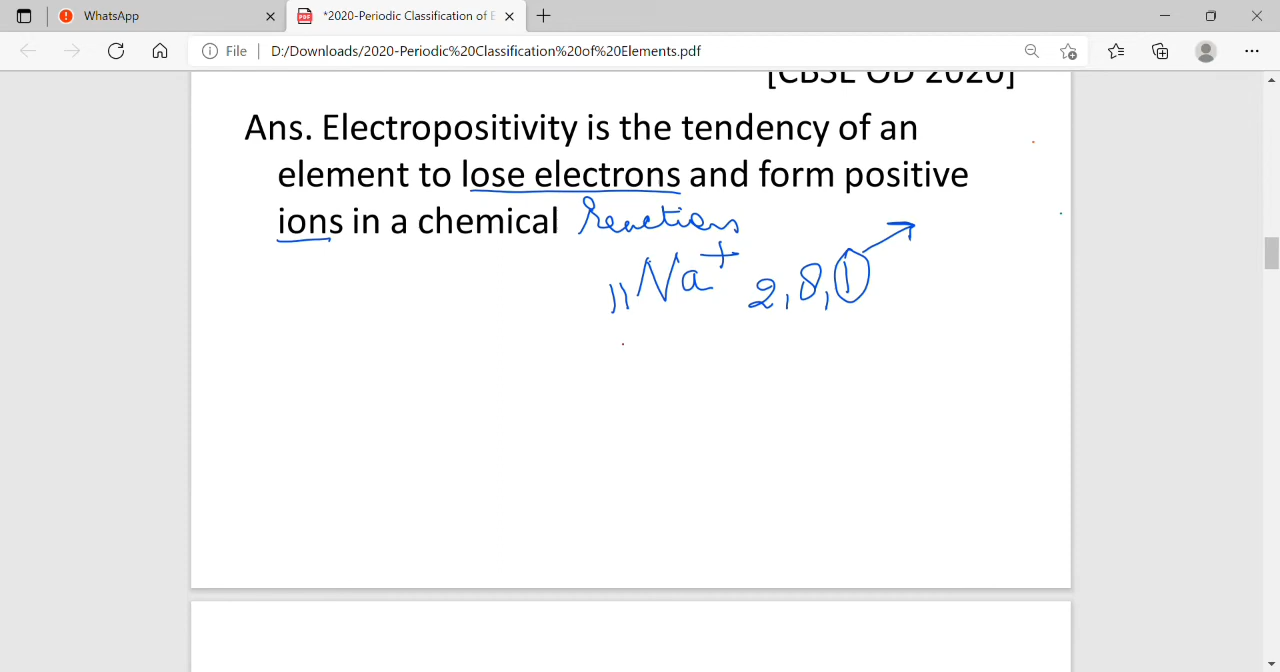 WhatsApp
*2020-Periodic Classification of E
File
D:/Downloads/2020-Periodic%20Classification%20of%20Elements.pdf
[CBSE OD 2020]
Ans. Electropositivity is the tendency of an
element to lose electrons and form positive
ions in a chemical Reactions
11Na+ 2,8,1